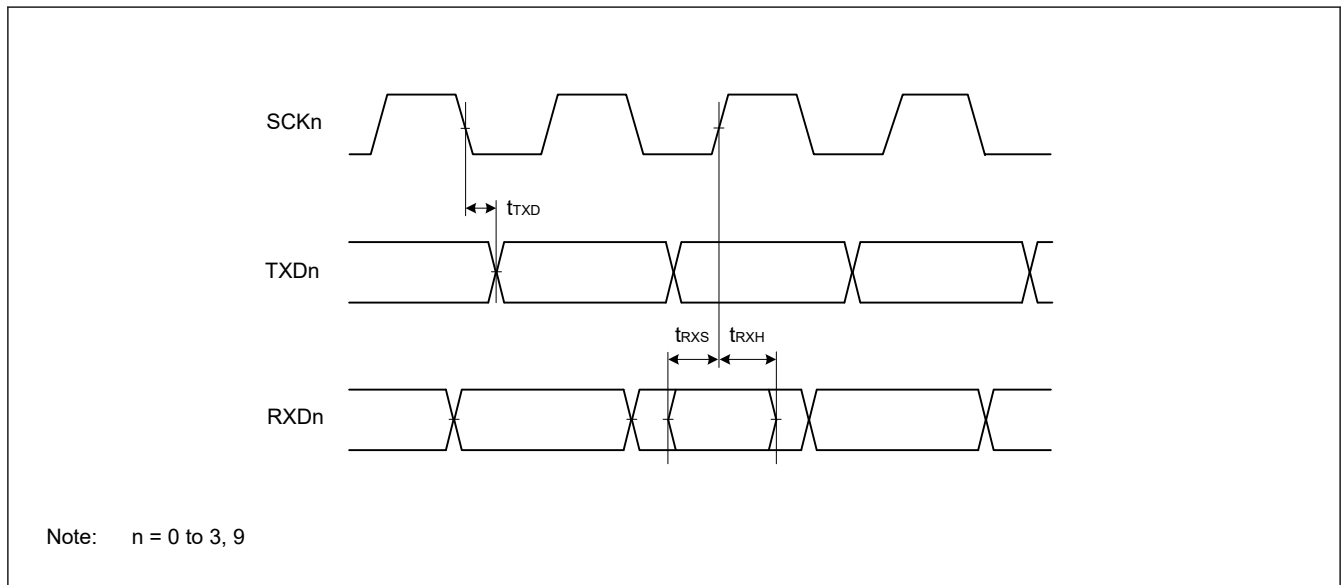 SCKn
tTXD
TXDn
tRXS tRXH
RXDn
Note: n = 0 to 3, 9